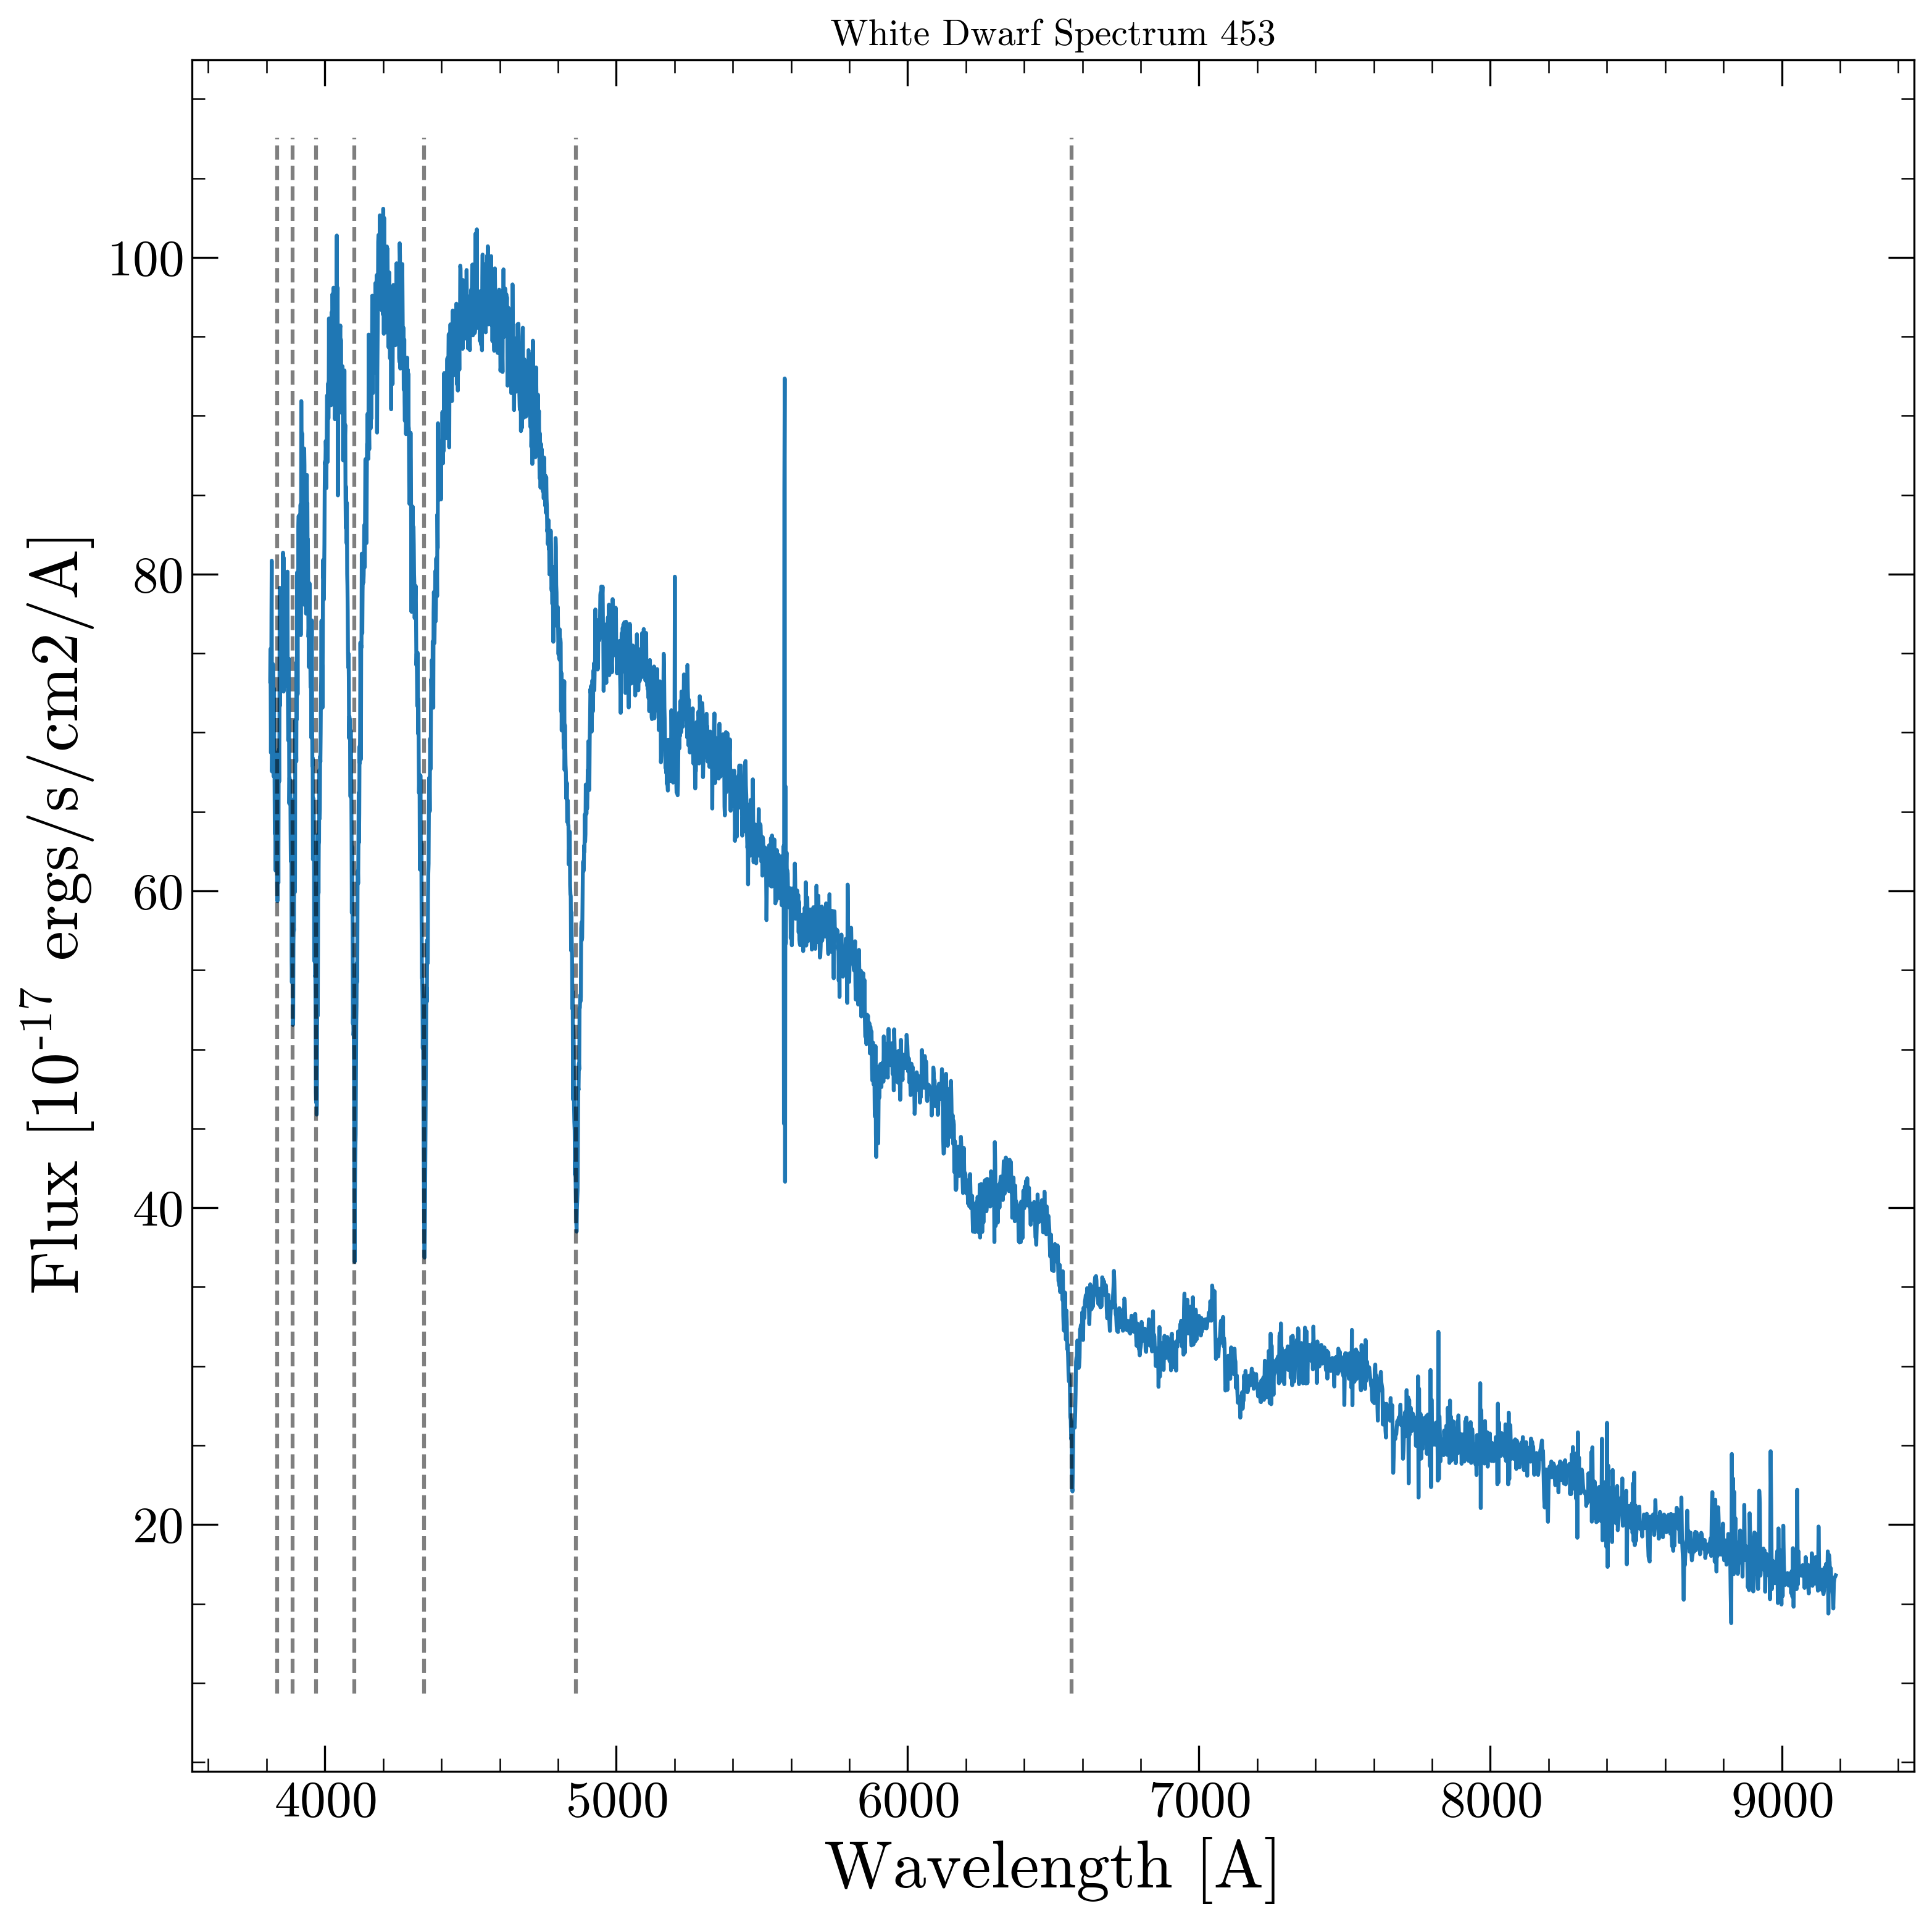 White Dwarf Spectrum 453
Flux [10-17 ergs/s/cm2/A]
100
80
60
40
20
4000 5000 6000 7000 8000 9000
Wavelength [A]